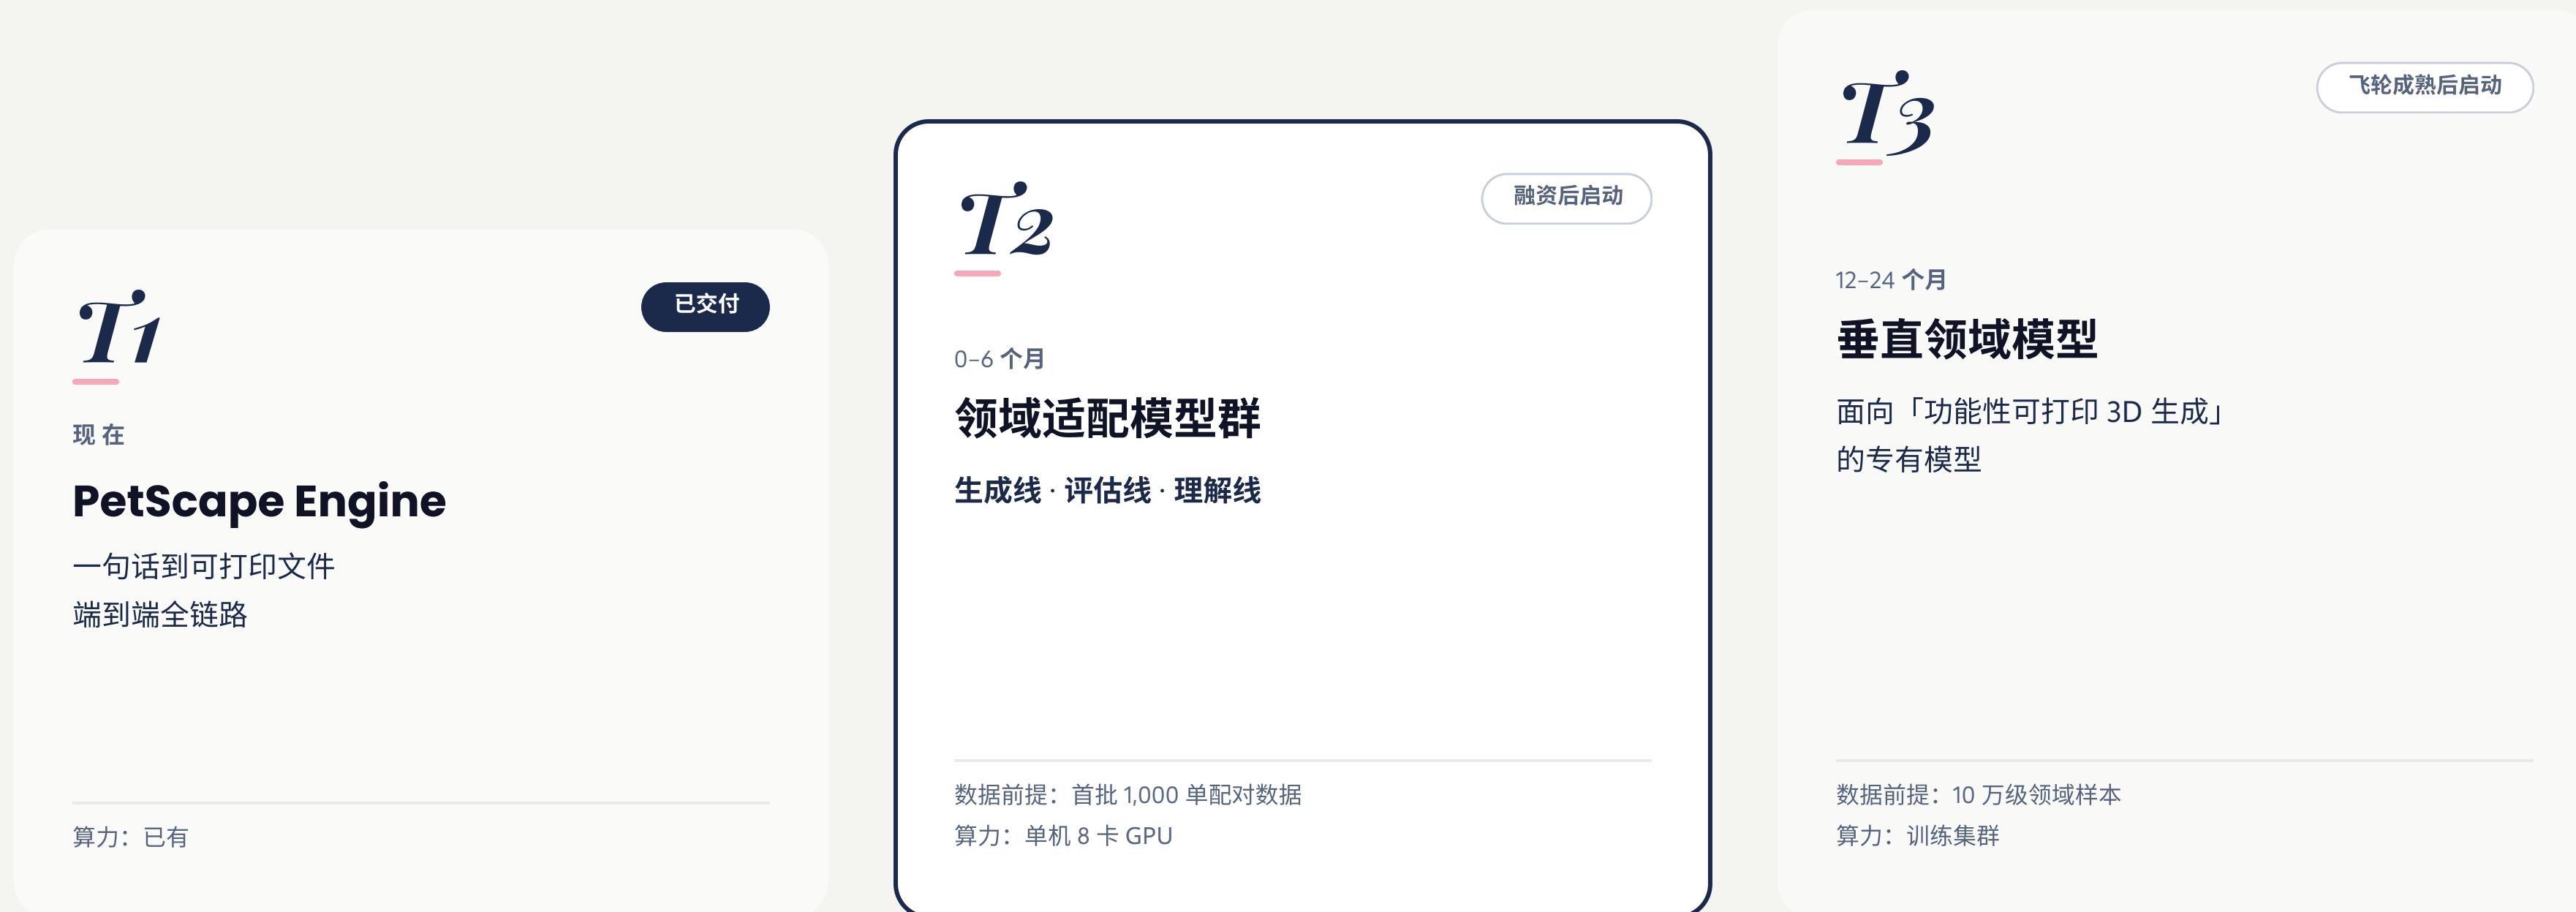 T1
已交付
现在
PetScape Engine
一句话到可打印文件
端到端全链路
算力：已有
T2
融资后启动
0–6 个月
领域适配模型群
生成线 · 评估线 · 理解线
数据前提：首批 1,000 单配对数据
算力：单机 8 卡 GPU
T3
飞轮成熟后启动
12–24 个月
垂直领域模型
面向「功能性可打印 3D 生成」
的专有模型
数据前提：10 万级领域样本
算力：训练集群